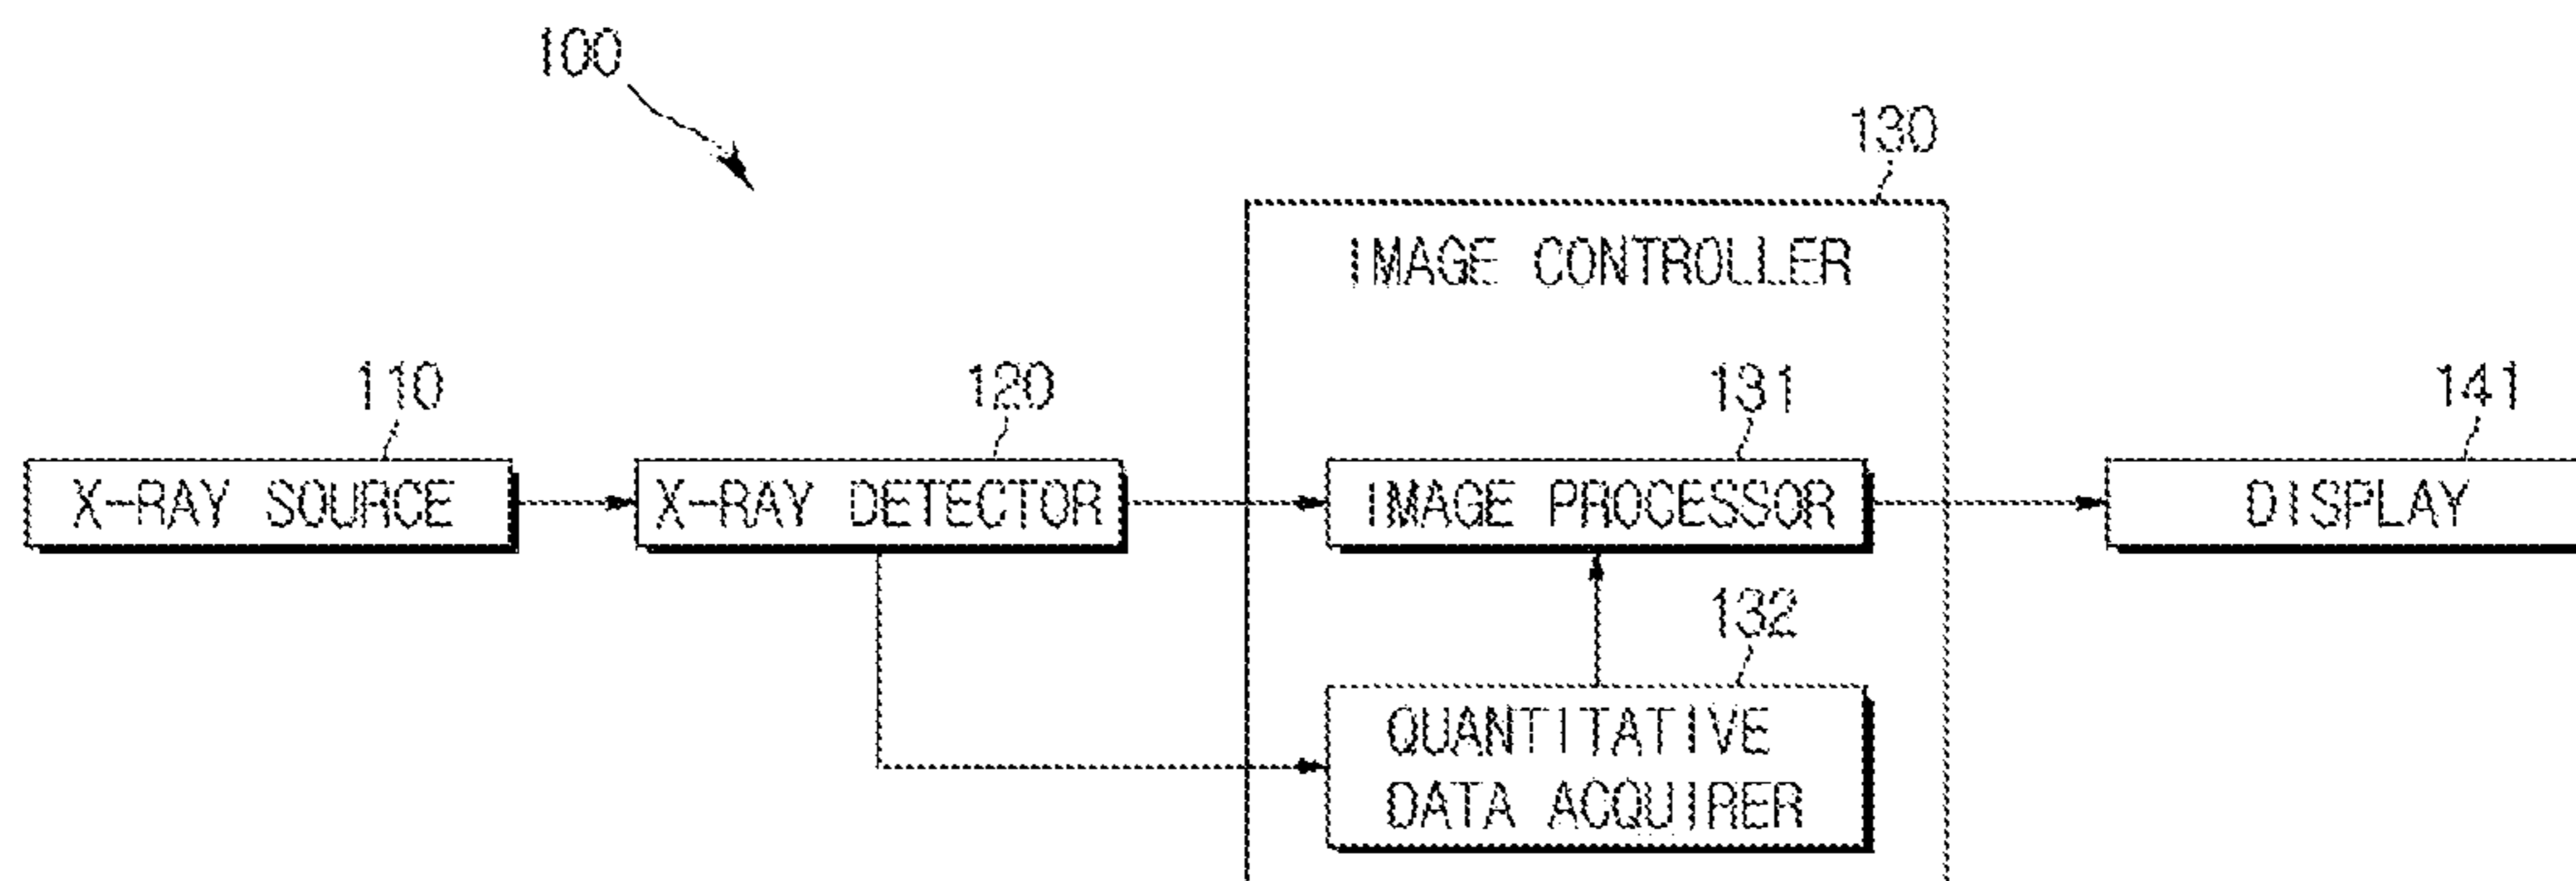 100
130
IMAGE CONTROLLER
110
120
131
141
X-RAY SOURCE
X-RAY DETECTOR
IMAGE PROCESSOR
DISPLAY
132
QUANTITATIVE
DATA ACQUIRER